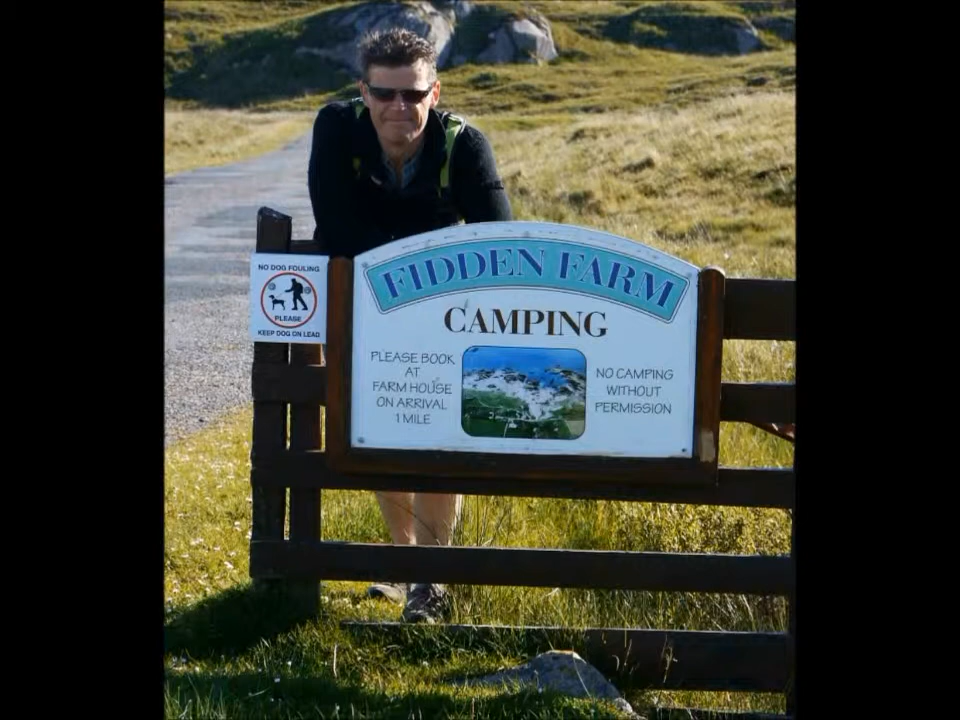 NO DOG FOULING
PLEASE
KEEP DOG ON LEAD
FIDDEN FARM
CAMPING
PLEASE BOOK
AT
FARM HOUSE
ON ARRIVAL
1 MILE
NO CAMPING
WITHOUT
PERMISSION